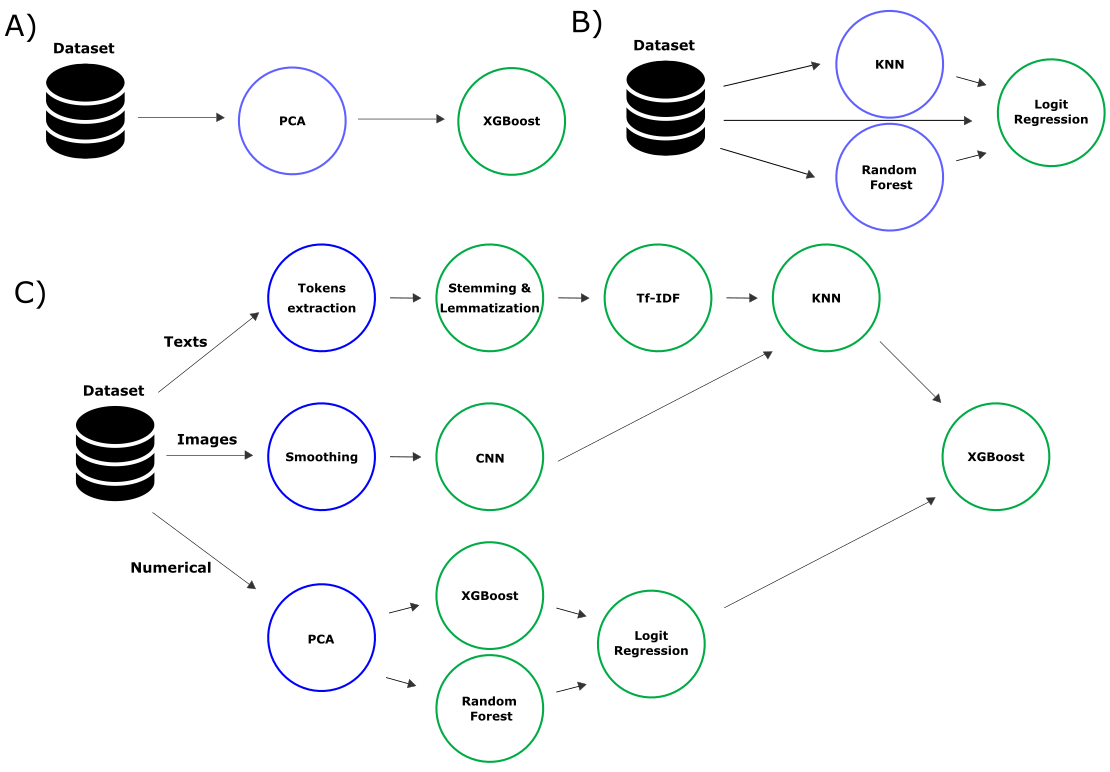 A)
Dataset
PCA
XGBoost
B)
Dataset
KNN
Random
Forest
Logit
Regression
C)
Dataset
Texts
Tokens
extraction
Stemming &
Lemmatization
Tf-IDF
KNN
Images
Smoothing
CNN
XGBoost
Numerical
PCA
XGBoost
Random
Forest
Logit
Regression